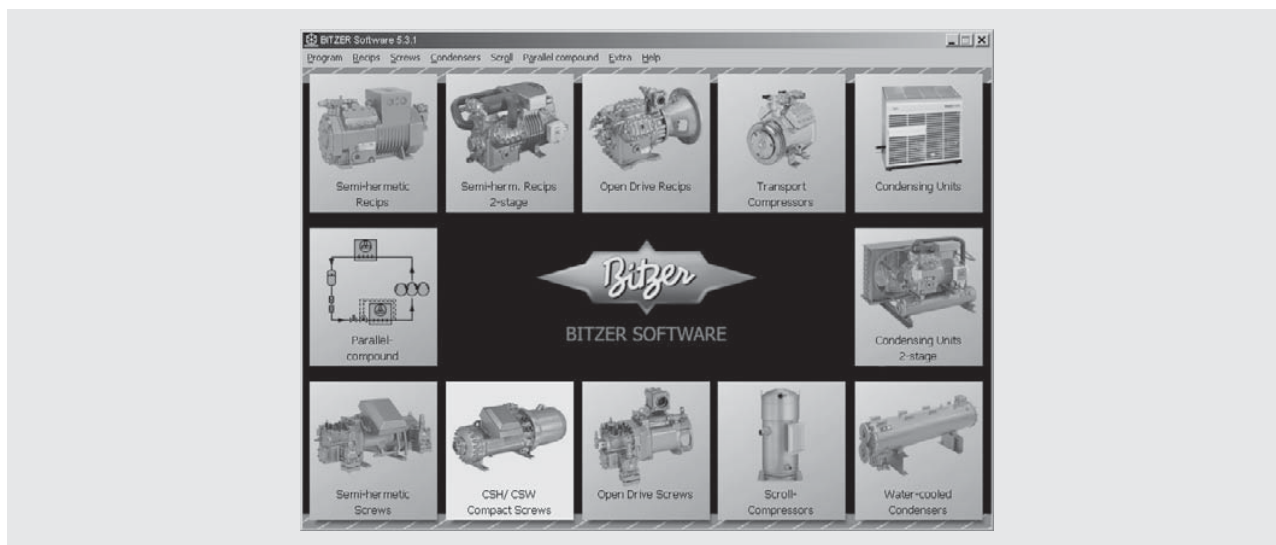 BITZER Software 5.3.1
Program Recips Screws Condensers Scroll Parallel compound Extra Help
Semi-hermetic
Recips
Semi-herm. Recips
2-stage
Open Drive Recips
Transport
Compressors
Condensing Units
Parallel-
compound
Bitzer
BITZER SOFTWARE
Condensing Units
2-stage
Semi-hermetic
Screws
CSH/ CSW
Compact Screws
Open Drive Screws
Scroll-
Compressors
Water-cooled
Condensers